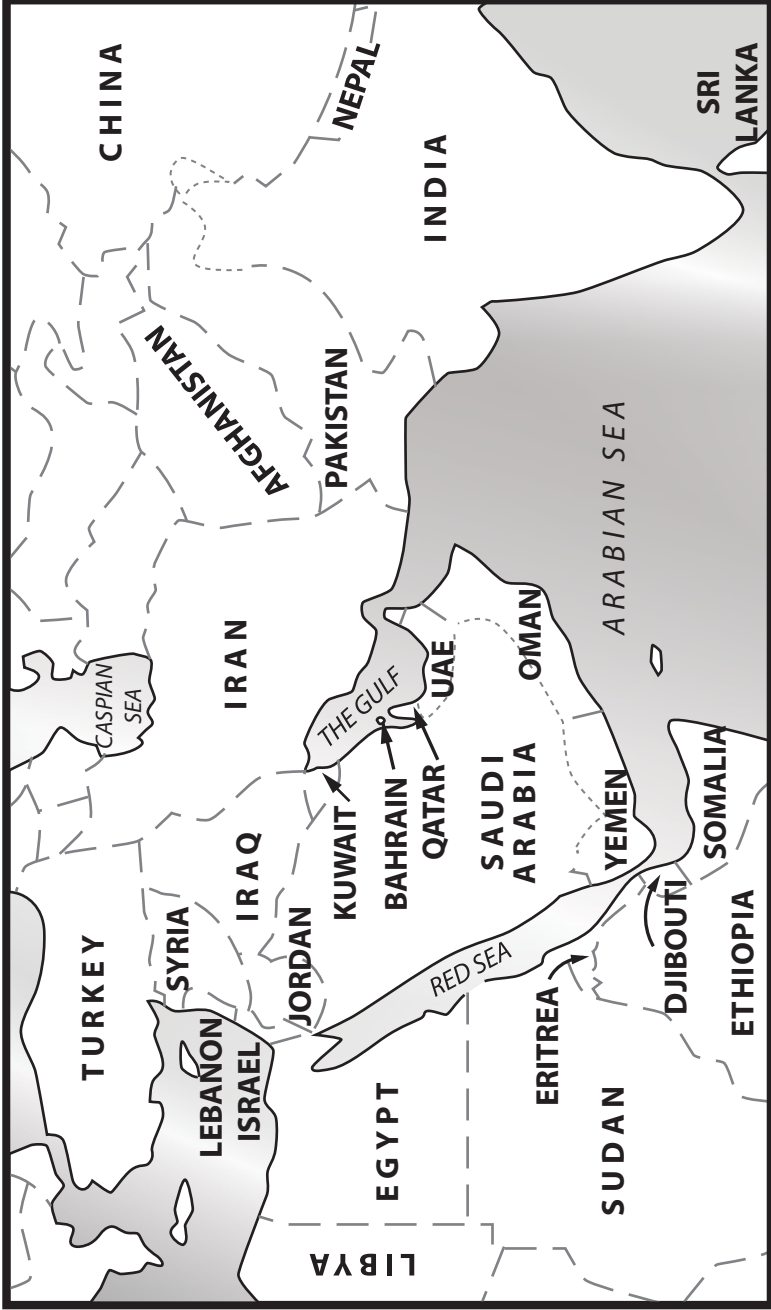 CHINA
NEPAL
INDIA
SRI
LANKA
AFGHANISTAN
PAKISTAN
IRAN
CASPIAN
SEA
THE GULF
UAE
OMAN
ARABIAN SEA
KUWAIT
BAHRAIN
QATAR
SAUDI
ARABIA
YEMEN
SOMALIA
IRAQ
SYRIA
JORDAN
TURKEY
LEBANON
ISRAEL
RED SEA
ERITREA
DJIBOUTI
ETHIOPIA
EGYPT
SUDAN
LIBYA